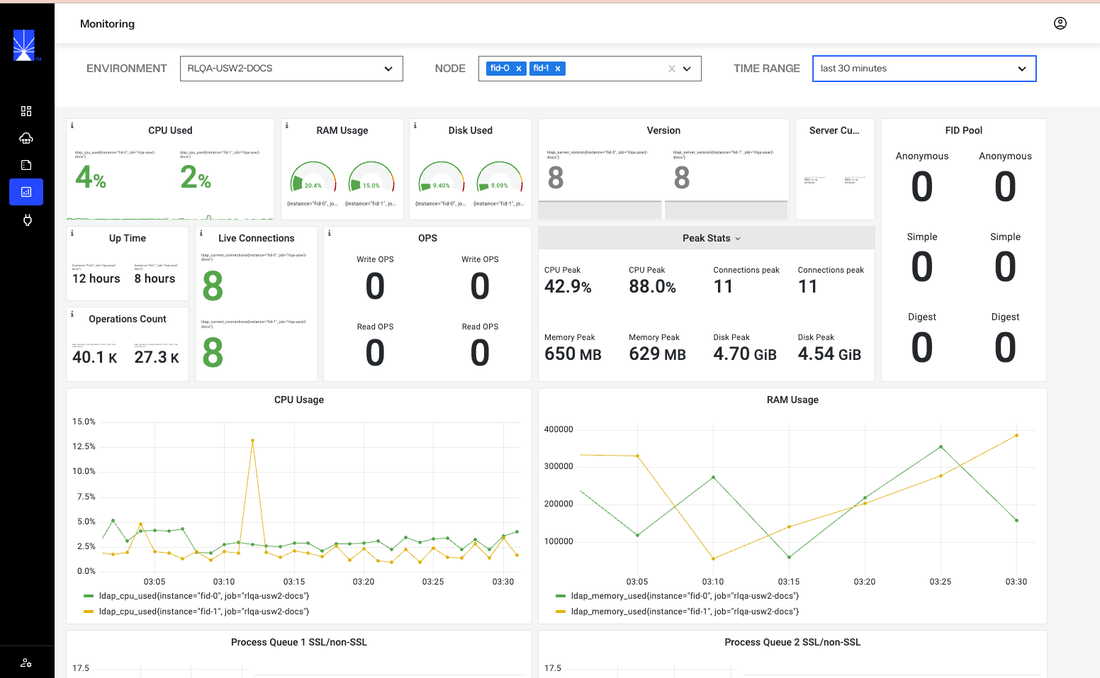 Monitoring
ENVIRONMENT RLQA-USW2-DOCS NODE fid-0 × fid-1 × TIME RANGE last 30 minutes
CPU Used
ldap_cpu_used{instance="fid-0", job="rlqa-usw2-docs"}
4%
ldap_cpu_used{instance="fid-1", job="rlqa-usw2-docs"}
2%
RAM Usage
20.4% 15.0%
{instance="fid-0", jo... {instance="fid-1", jo...
Disk Used
9.40% 9.09%
{instance="fid-0", jo... {instance="fid-1", jo...
Version
ldap_server_version{instance="fid-0", job="rlqa-usw2-docs"}
8
ldap_server_version{instance="fid-1", job="rlqa-usw2-docs"}
8
Server Cu...
FID Pool
Anonymous Anonymous
0 0
Simple Simple
0 0
Digest Digest
0 0
Up Time
12 hours 8 hours
Operations Count
40.1 K 27.3 K
Live Connections
ldap_current_connections{instance="fid-0", job="rlqa-usw2-docs"}
8
ldap_current_connections{instance="fid-1", job="rlqa-usw2-docs"}
8
OPS
Write OPS Write OPS
0 0
Read OPS Read OPS
0 0
Peak Stats
CPU Peak CPU Peak Connections peak Connections peak
42.9% 88.0% 11 11
Memory Peak Memory Peak Disk Peak Disk Peak
650 MB 629 MB 4.70 GiB 4.54 GiB
CPU Usage
15.0%
12.5%
10.0%
7.5%
5.0%
2.5%
0.0%
03:05 03:10 03:15 03:20 03:25 03:30
ldap_cpu_used{instance="fid-0", job="rlqa-usw2-docs"}
ldap_cpu_used{instance="fid-1", job="rlqa-usw2-docs"}
RAM Usage
400000
300000
200000
100000
03:05 03:10 03:15 03:20 03:25 03:30
ldap_memory_used{instance="fid-0", job="rlqa-usw2-docs"}
ldap_memory_used{instance="fid-1", job="rlqa-usw2-docs"}
Process Queue 1 SSL/non-SSL
17.5
Process Queue 2 SSL/non-SSL
17.5